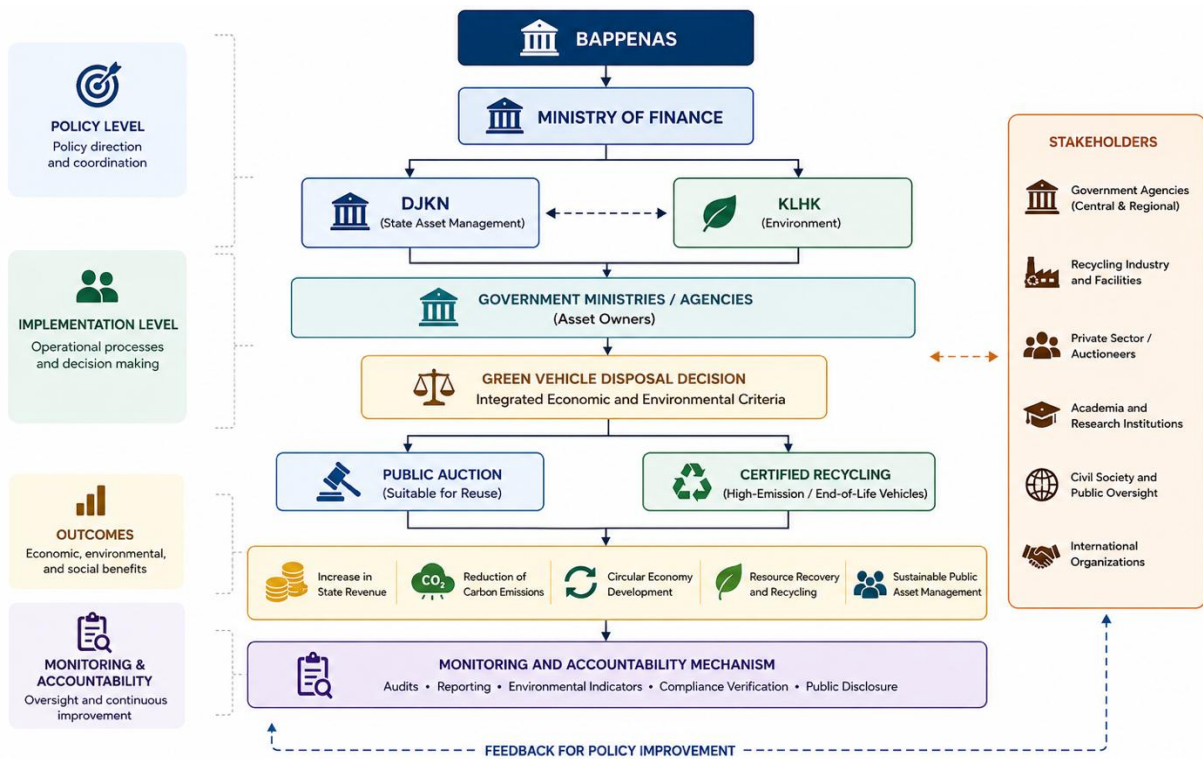 BAPPENAS
POLICY LEVEL
Policy direction
and coordination
MINISTRY OF FINANCE
DJKN
(State Asset Management)
KLHK
(Environment)
IMPLEMENTATION LEVEL
Operational processes
and decision making
GOVERNMENT MINISTRIES / AGENCIES
(Asset Owners)
GREEN VEHICLE DISPOSAL DECISION
Integrated Economic and Environmental Criteria
PUBLIC AUCTION
(Suitable for Reuse)
CERTIFIED RECYCLING
(High-Emission / End-of-Life Vehicles)
OUTCOMES
Economic, environmental,
and social benefits
Increase in
State Revenue
CO₂
Reduction of
Carbon Emissions
Circular Economy
Development
Resource Recovery
and Recycling
Sustainable Public
Asset Management
MONITORING &
ACCOUNTABILITY
Oversight and continuous
improvement
MONITORING AND ACCOUNTABILITY MECHANISM
Audits • Reporting • Environmental Indicators • Compliance Verification • Public Disclosure
STAKEHOLDERS
Government Agencies
(Central & Regional)
Recycling Industry
and Facilities
Private Sector /
Auctioneers
Academia and
Research Institutions
Civil Society and
Public Oversight
International
Organizations
FEEDBACK FOR POLICY IMPROVEMENT